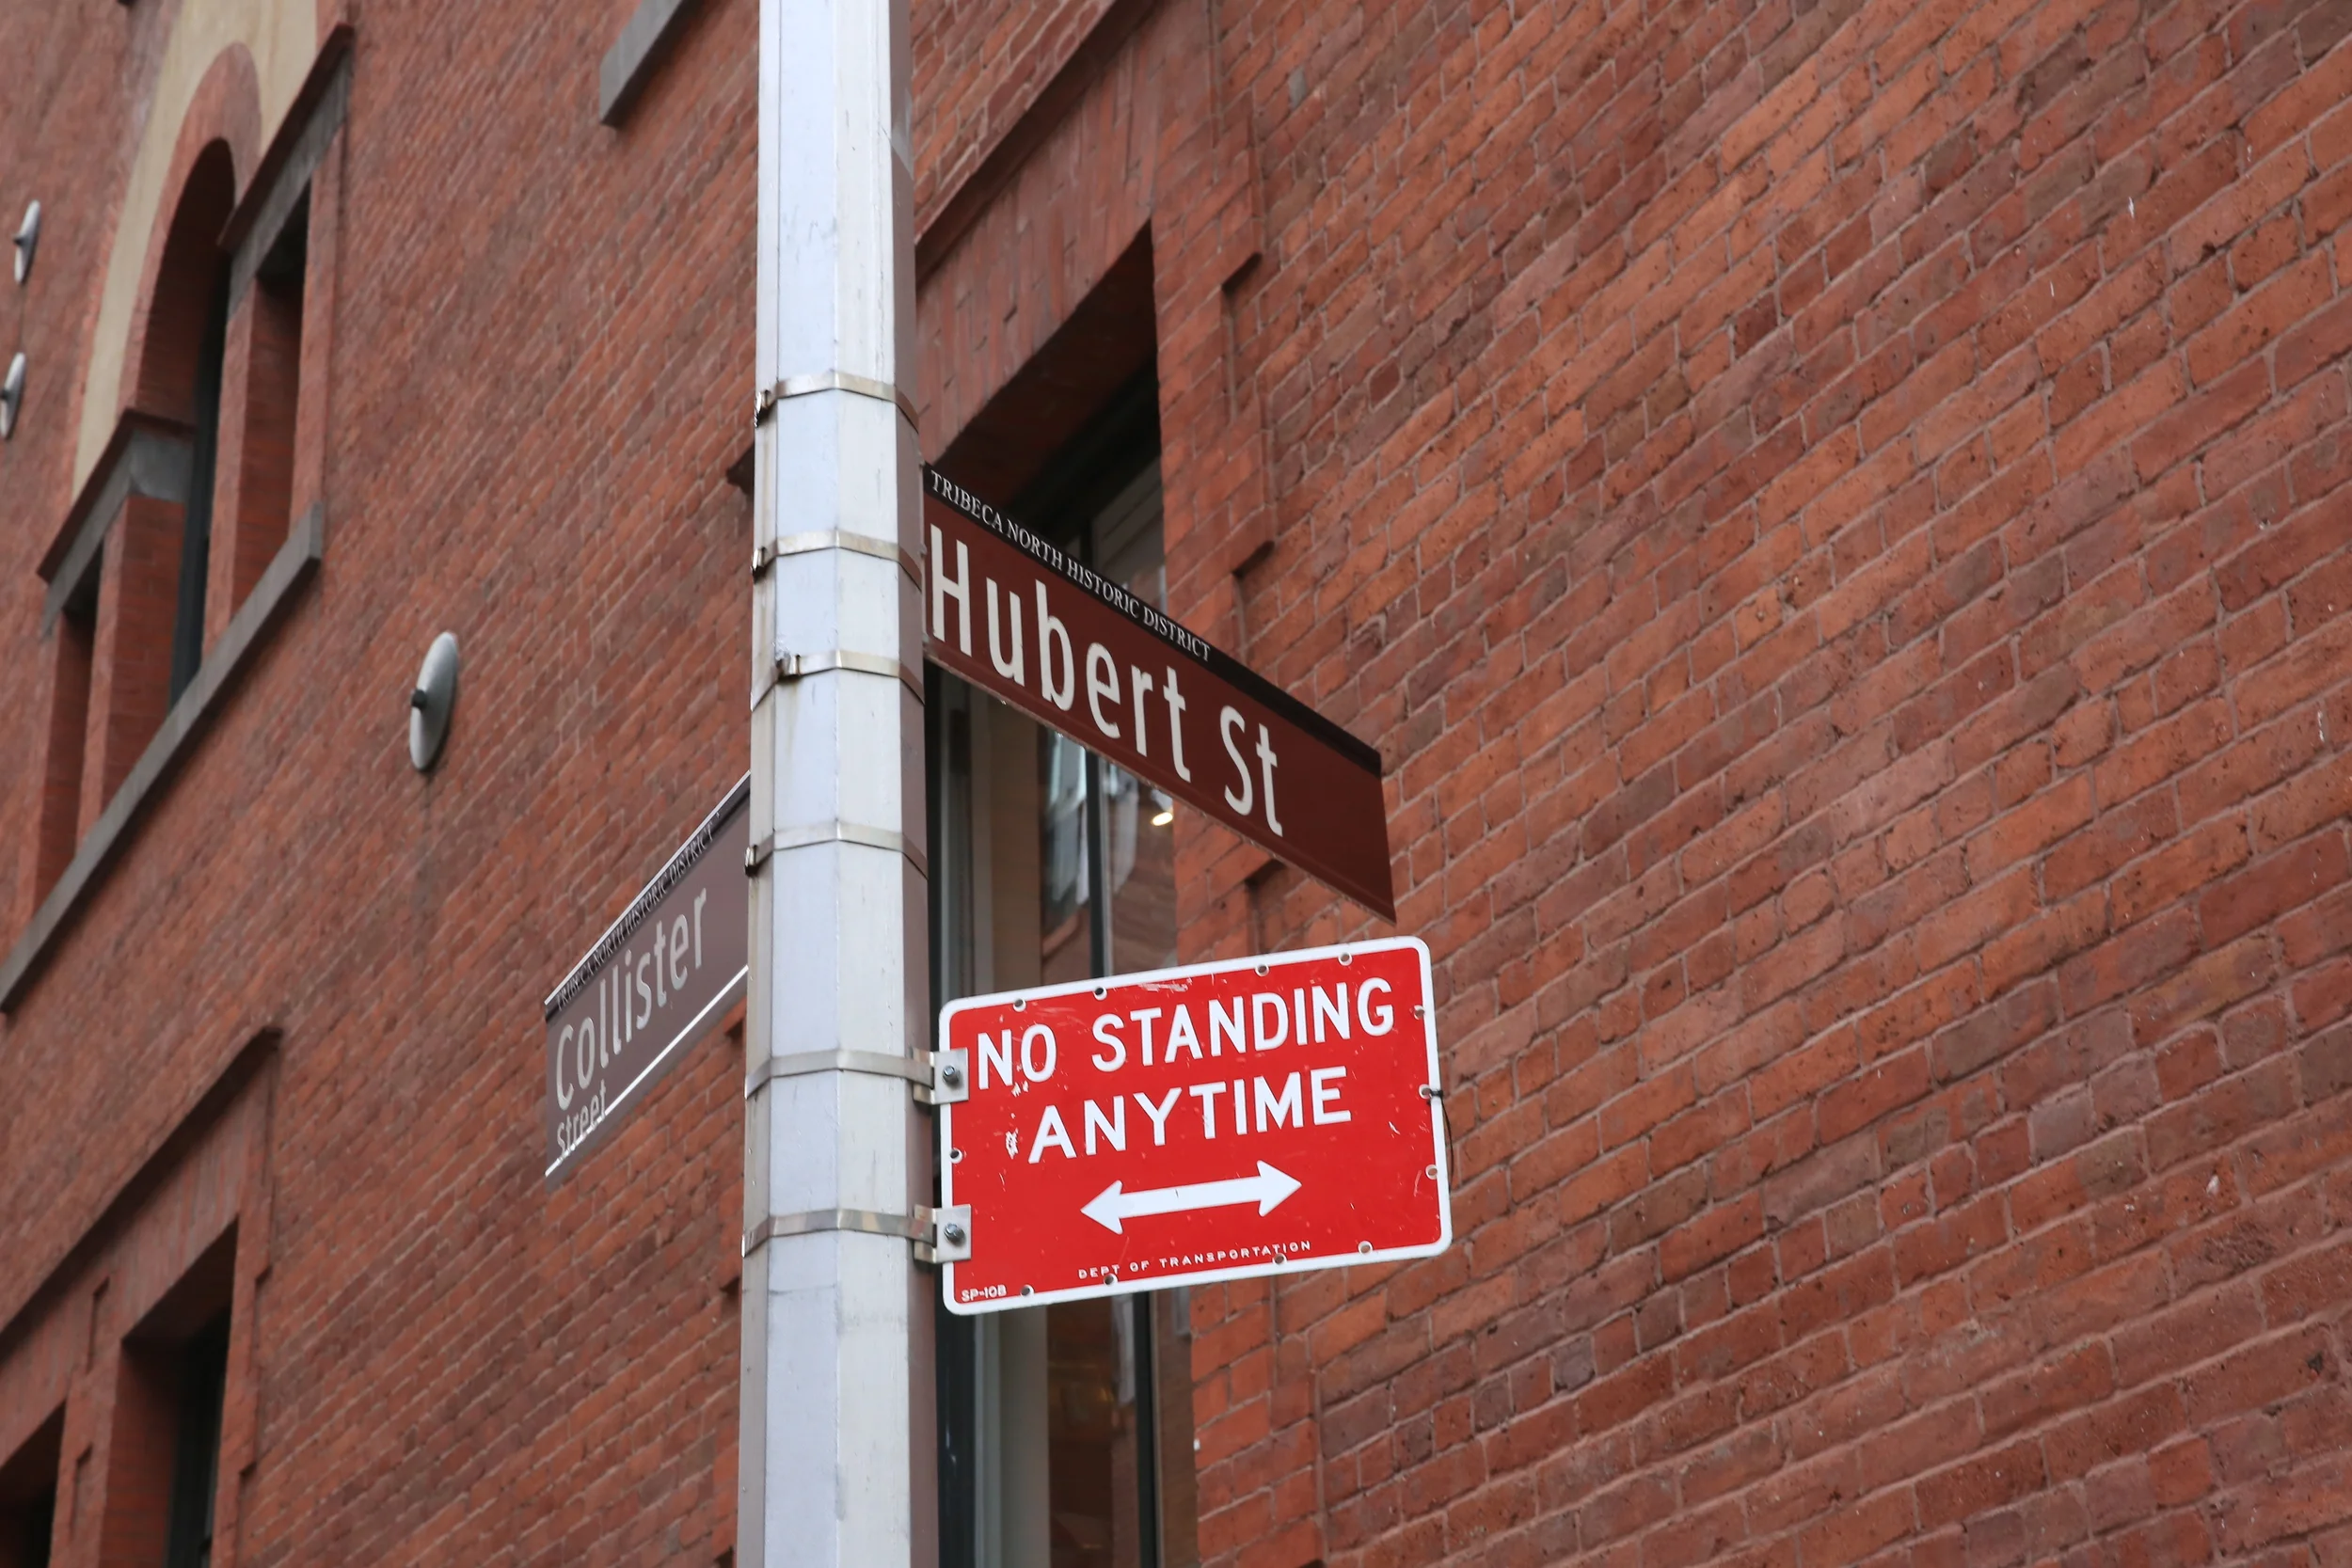 TRIBECA NORTH HISTORIC DISTRICT
Hubert St
TRIBECA NORTH HISTORIC DISTRICT
Collister
street
NO STANDING
ANYTIME
DEPT OF TRANSPORTATION
SP-10B